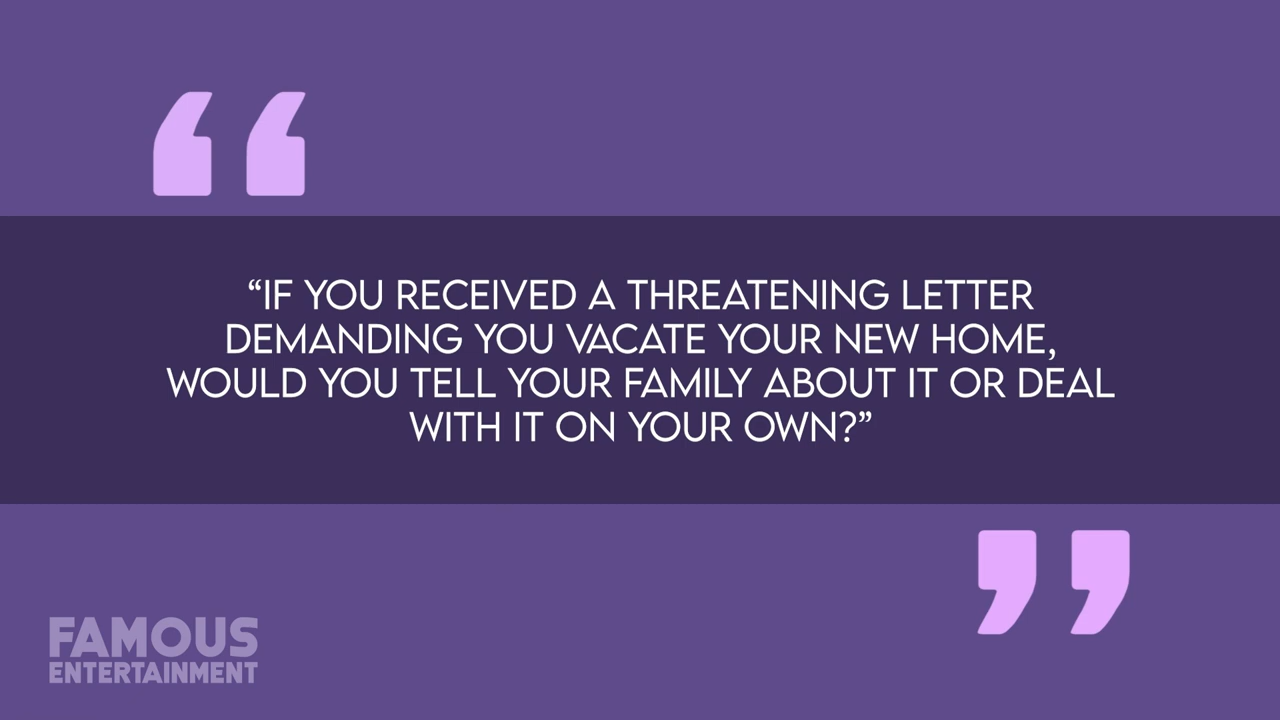 “IF YOU RECEIVED A THREATENING LETTER
DEMANDING YOU VACATE YOUR NEW HOME,
WOULD YOU TELL YOUR FAMILY ABOUT IT OR DEAL
WITH IT ON YOUR OWN?”
FAMOUS
ENTERTAINMENT